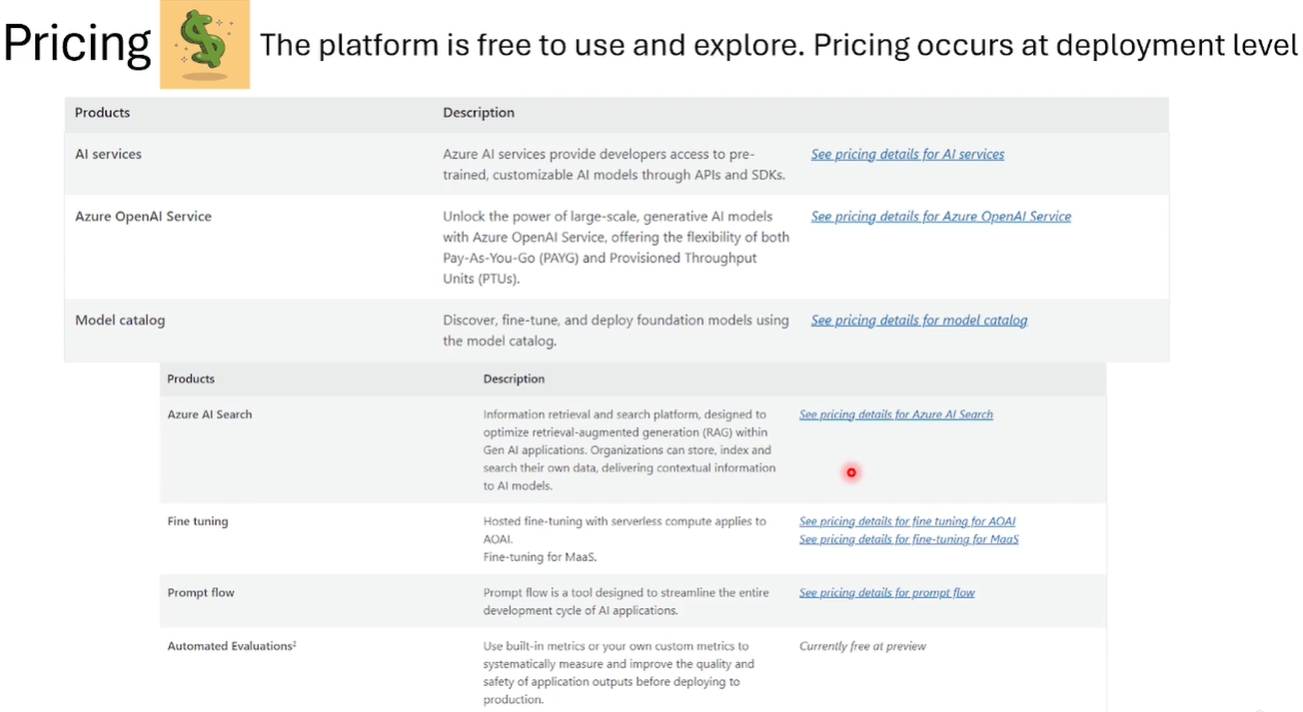 Pricing The platform is free to use and explore. Pricing occurs at deployment level
Products Description
AI services Azure AI services provide developers access to pre- See pricing details for AI services
trained, customizable AI models through APIs and SDKs.
Azure OpenAI Service Unlock the power of large-scale, generative AI models See pricing details for Azure OpenAI Service
with Azure OpenAI Service, offering the flexibility of both
Pay-As-You-Go (PAYG) and Provisioned Throughput
Units (PTUs).
Model catalog Discover, fine-tune, and deploy foundation models using See pricing details for model catalog
the model catalog.
Products Description
Azure AI Search Information retrieval and search platform, designed to See pricing details for Azure AI Search
optimize retrieval-augmented generation (RAG) within
Gen AI applications. Organizations can store, index and
search their own data, delivering contextual information
to AI models.
Fine tuning Hosted fine-tuning with serverless compute applies to See pricing details for fine tuning for AOAI
AOAI. See pricing details for fine-tuning for MaaS
Fine-tuning for MaaS.
Prompt flow Prompt flow is a tool designed to streamline the entire See pricing details for prompt flow
development cycle of AI applications.
Automated Evaluations² Use built-in metrics or your own custom metrics to Currently free at preview
systematically measure and improve the quality and
safety of application outputs before deploying to
production.